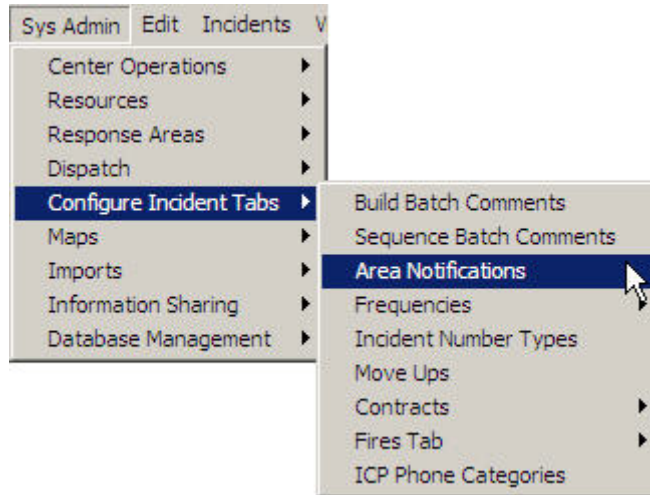 Sys Admin Edit Incidents V
Center Operations
Resources
Response Areas
Dispatch
Configure Incident Tabs
Maps
Imports
Information Sharing
Database Management
Build Batch Comments
Sequence Batch Comments
Area Notifications
Frequencies
Incident Number Types
Move Ups
Contracts
Fires Tab
ICP Phone Categories